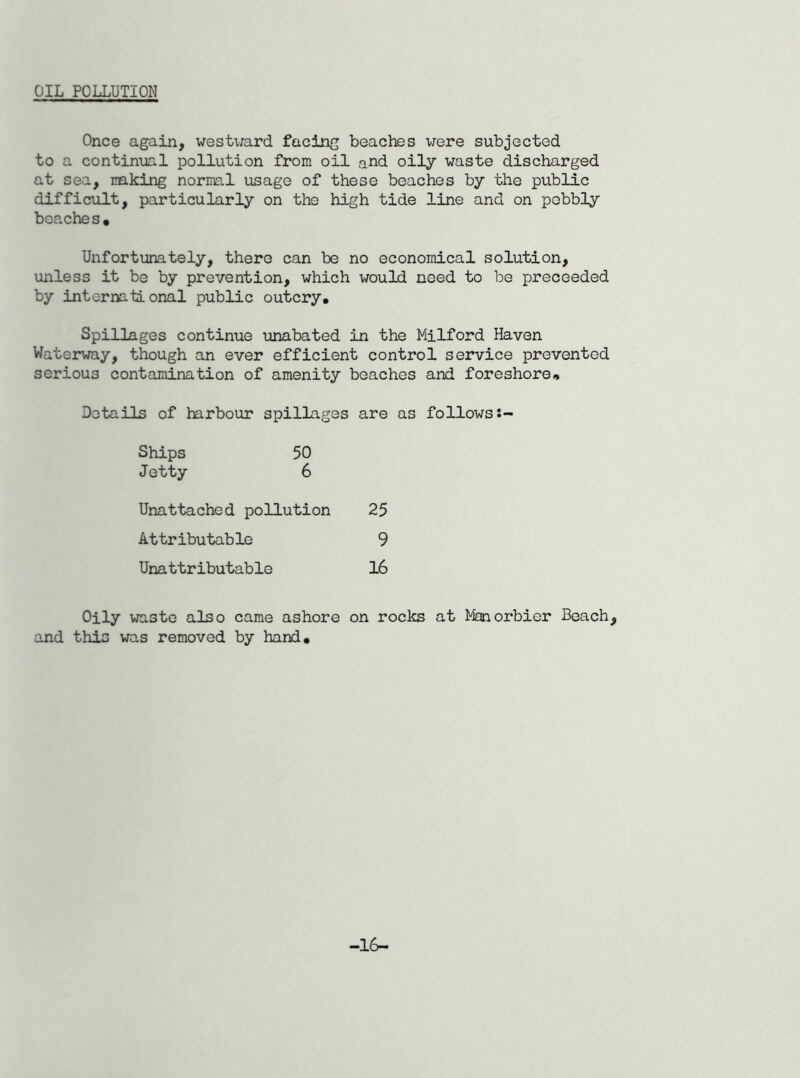 OIL POLLUTION
Once again, westward facing beaches were subjected
to a continual pollution from oil and oily waste discharged
at sea, making normal usage of these beaches by the public
difficult, particularly on the high tide line and on pebbly
beaches.
Unfortunately, there can be no economical solution,
unless it be by prevention, which would need to be preceeded
by international public outcry.
Spillages continue unabated in the Milford Haven
Waterway, though an ever efficient control service prevented
serious contamination of amenity beaches and foreshore.
Details of harbour spillages are as follows:-
Ships 50
Jetty 6
Unattached pollution 25
Attributable 9
Unattributable 16
Oily waste also came ashore on rocks at Manorbier Beach,
and this was removed by hand.
-16-